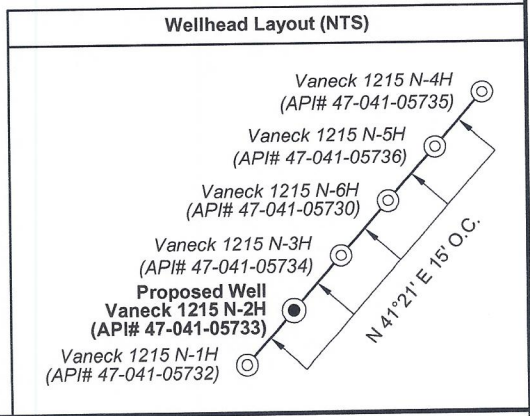 Wellhead Layout (NTS)
Vaneck 1215 N-4H
(API# 47-041-05735)
Vaneck 1215 N-5H
(API# 47-041-05736)
Vaneck 1215 N-6H
(API# 47-041-05730)
Vaneck 1215 N-3H
(API# 47-041-05734)
Proposed Well
Vaneck 1215 N-2H
(API# 47-041-05733)
Vaneck 1215 N-1H
(API# 47-041-05732)
N 41°21' E 15' O.C.